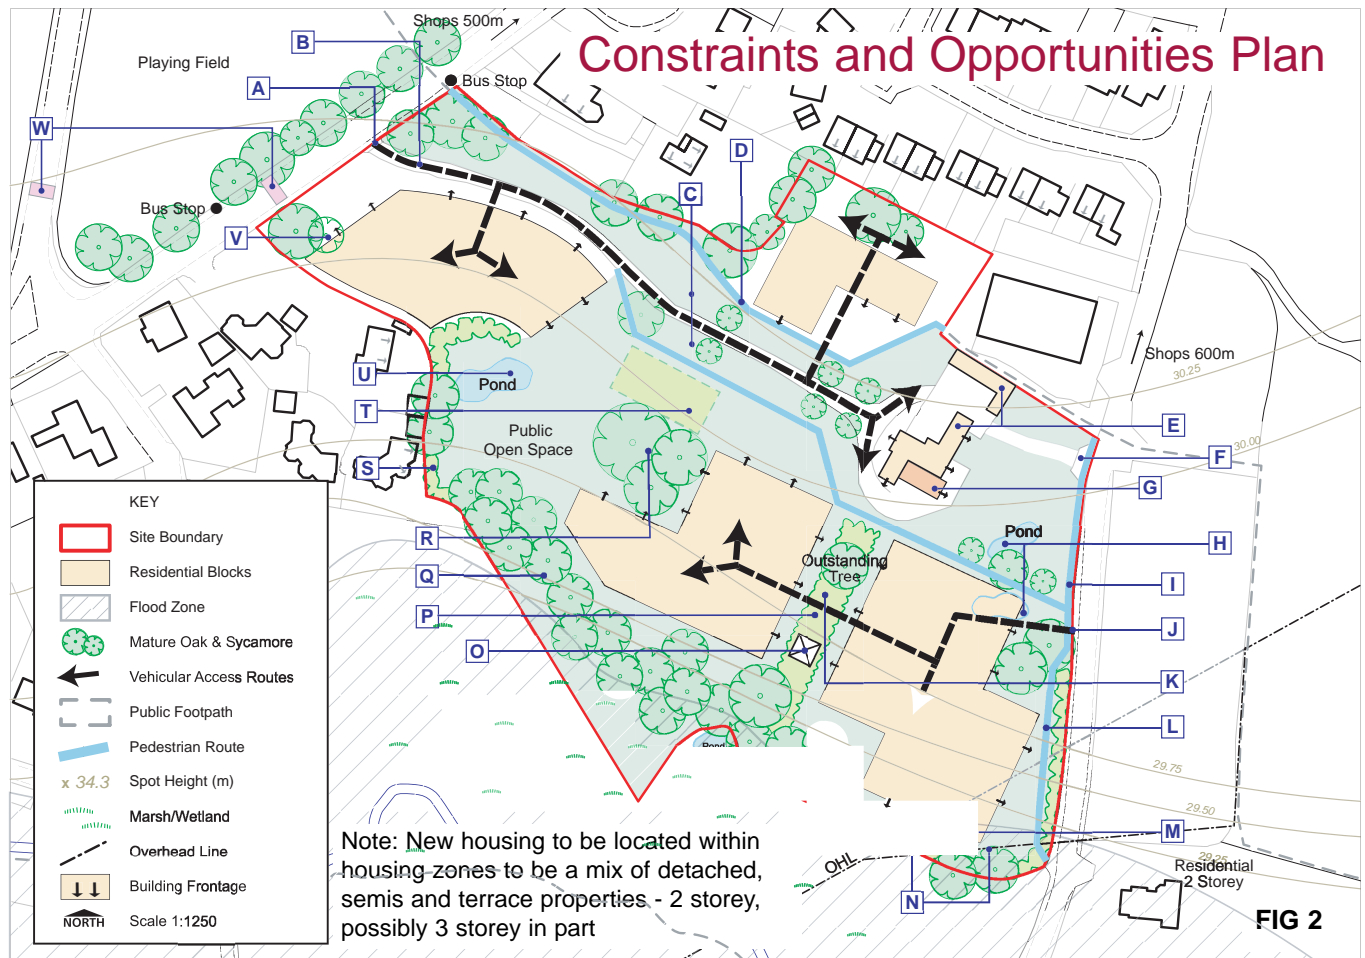 Constraints and Opportunities Plan
Shops 500m
Playing Field
Bus Stop
Bus Stop
B
A
W
D
C
V
U
T
S
R
Q
P
O
E
F
G
H
I
J
K
L
M
N
Shops 600m
30.25
30.00
Pond
Public
Open Space
Pond
Outstanding
Tree
Pond
29.75
29.50
29.25
OHL
Residential
2 Storey
KEY
Site Boundary
Residential Blocks
Flood Zone
Mature Oak & Sycamore
Vehicular Access Routes
Public Footpath
Pedestrian Route
x 34.3 Spot Height (m)
Marsh/Wetland
Overhead Line
Building Frontage
NORTH Scale 1:1250
Note: New housing to be located within
housing zones to be a mix of detached,
semis and terrace properties - 2 storey,
possibly 3 storey in part
FIG 2